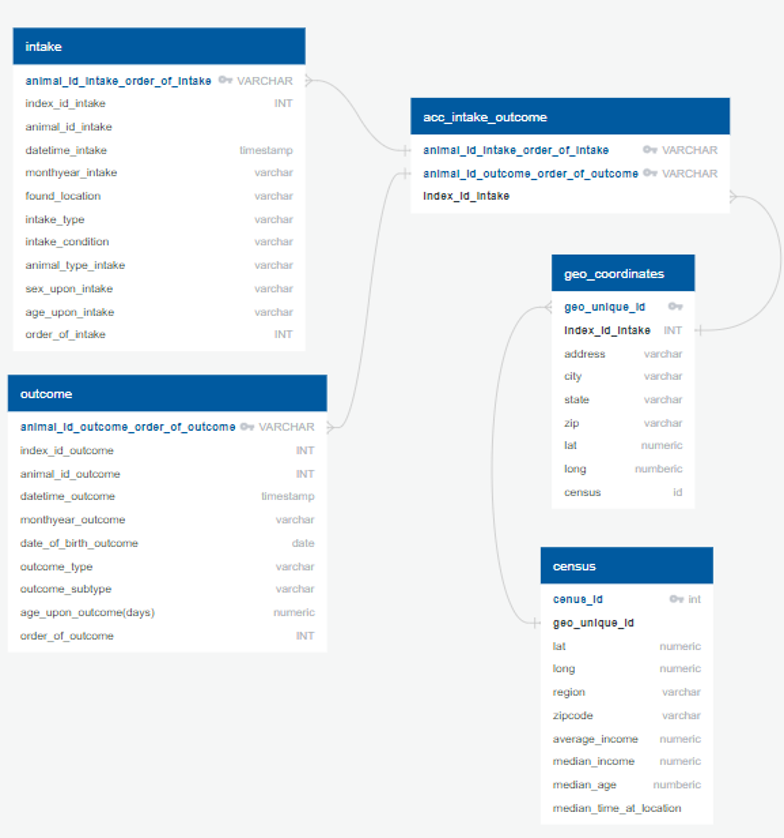 intake
animal_id_intake_order_of_intake VARCHAR
index_id_intake INT
animal_id_intake
datetime_intake timestamp
monthyear_intake varchar
found_location varchar
intake_type varchar
intake_condition varchar
animal_type_intake varchar
sex_upon_intake varchar
age_upon_intake varchar
order_of_intake INT
outcome
animal_id_outcome_order_of_outcome VARCHAR
index_id_outcome INT
animal_id_outcome INT
datetime_outcome timestamp
monthyear_outcome varchar
date_of_birth_outcome date
outcome_type varchar
outcome_subtype varchar
age_upon_outcome(days) numeric
order_of_outcome INT
acc_intake_outcome
animal_id_intake_order_of_intake VARCHAR
animal_id_outcome_order_of_outcome VARCHAR
index_id_intake
geo_coordinates
geo_unique_id
index_id_intake INT
address varchar
city varchar
state varchar
zip varchar
lat numeric
long numberic
census id
census
cenus_id int
geo_unique_id
lat numeric
long numeric
region varchar
zipcode varchar
average_income numeric
median_income numeric
median_age numberic
median_time_at_location